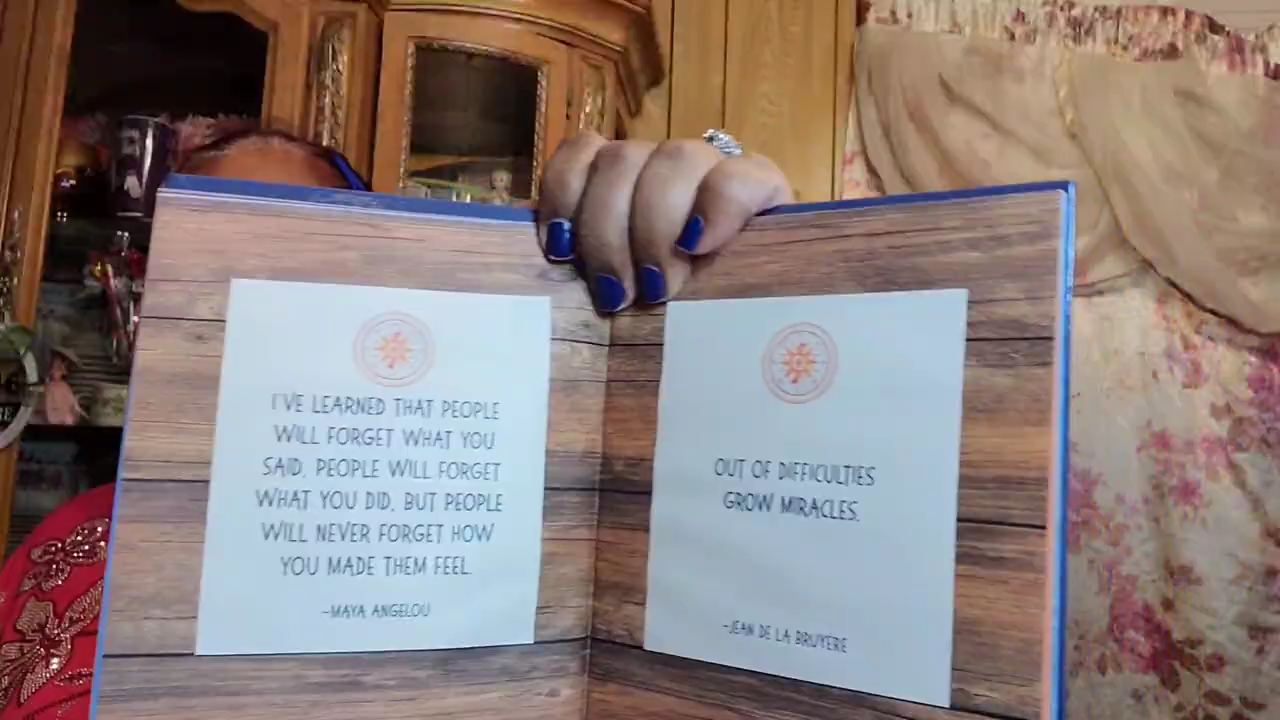 I'VE LEARNED THAT PEOPLE
WILL FORGET WHAT YOU
SAID, PEOPLE WILL FORGET
WHAT YOU DID, BUT PEOPLE
WILL NEVER FORGET HOW
YOU MADE THEM FEEL.
~MAYA ANGELOU
OUT OF DIFFICULTIES
GROW MIRACLES.
~JEAN DE LA BRUYERE